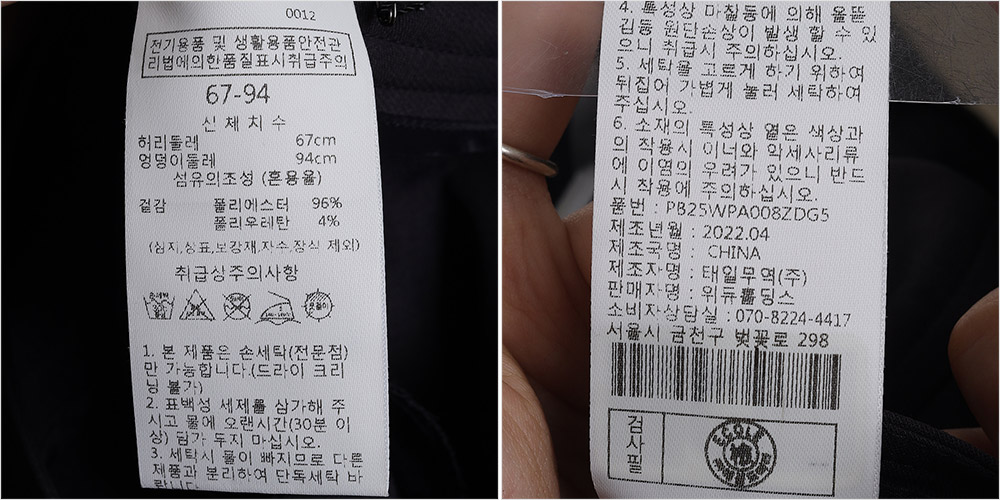 0012
전기용품 및 생활용품안전관
리법에의한품질표시취급주의
67-94
신 체 치 수
허리둘레 67cm
엉덩이둘레 94cm
섬유의조성 (혼용율)
겉감 폴리에스터 96%
폴리우레탄 4%
(심지,상표,보강재,자수,장식 제외)
취급상주의사항
1. 본 제품은 손세탁(전문점)
만 가능합니다.(드라이 크리
닝 불가)
2. 표백성 세제를 삼가해 주
시고 물에 오랜시간(30분 이
상) 담가 두지 마십시오.
3. 세탁시 물이 빠지므로 다른
제품과 분리하여 단독세탁 바
랍니다.
4. 특성상 마찰등에 의해 올뜯
김등 원단손상이 발생 할 수 있
으니 취급시 주의하십시오.
5. 세탁을 고르게 하기 위하여
뒤집어 가볍게 눌러 세탁하여
주십시오.
6. 소재의 특성상 옅은 색상과
의 착용시 이너와 악세사리류
에 이염의 우려가 있으니 반드
시 착용에 주의하십시오.
품번 : PB25WPA008ZDG5
제조년월 : 2022.04
제조국명 : CHINA
제조자명 : 태일무역(주)
판매자명 : 위듀홀딩스
소비자상담실 : 070-8224-4417
서울시 금천구 벚꽃로 298
검사필
ECOLE